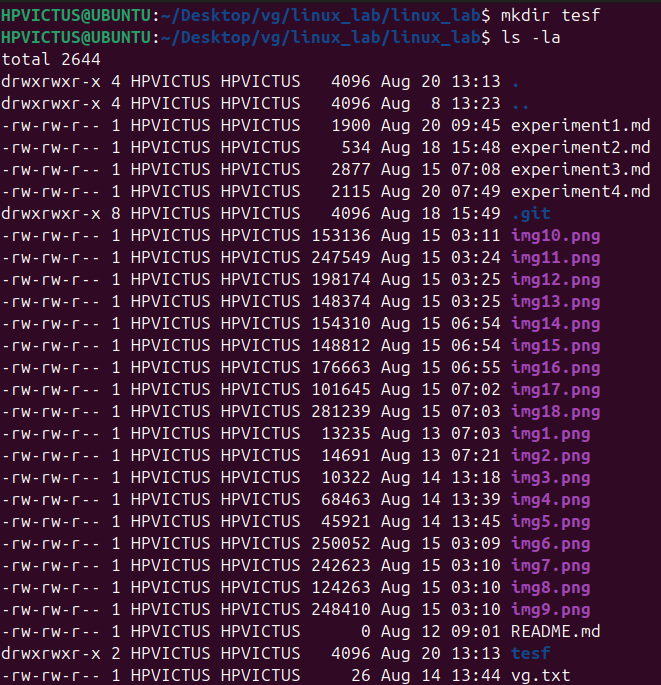 HPVICTUS@UBUNTU:~/Desktop/vg/linux_lab/linux_lab$ mkdir tesf
HPVICTUS@UBUNTU:~/Desktop/vg/linux_lab/linux_lab$ ls -la
total 2644
drwxrwxr-x 4 HPVICTUS HPVICTUS   4096 Aug 20 13:13 .
drwxrwxr-x 4 HPVICTUS HPVICTUS   4096 Aug  8 13:23 ..
-rw-rw-r-- 1 HPVICTUS HPVICTUS   1900 Aug 20 09:45 experiment1.md
-rw-rw-r-- 1 HPVICTUS HPVICTUS    534 Aug 18 15:48 experiment2.md
-rw-rw-r-- 1 HPVICTUS HPVICTUS   2877 Aug 15 07:08 experiment3.md
-rw-rw-r-- 1 HPVICTUS HPVICTUS   2115 Aug 20 07:49 experiment4.md
drwxrwxr-x 8 HPVICTUS HPVICTUS   4096 Aug 18 15:49 .git
-rw-rw-r-- 1 HPVICTUS HPVICTUS 153136 Aug 15 03:11 img10.png
-rw-rw-r-- 1 HPVICTUS HPVICTUS 247549 Aug 15 03:24 img11.png
-rw-rw-r-- 1 HPVICTUS HPVICTUS 198174 Aug 15 03:25 img12.png
-rw-rw-r-- 1 HPVICTUS HPVICTUS 148374 Aug 15 03:25 img13.png
-rw-rw-r-- 1 HPVICTUS HPVICTUS 154310 Aug 15 06:54 img14.png
-rw-rw-r-- 1 HPVICTUS HPVICTUS 148812 Aug 15 06:54 img15.png
-rw-rw-r-- 1 HPVICTUS HPVICTUS 176663 Aug 15 06:55 img16.png
-rw-rw-r-- 1 HPVICTUS HPVICTUS 101645 Aug 15 07:02 img17.png
-rw-rw-r-- 1 HPVICTUS HPVICTUS 281239 Aug 15 07:03 img18.png
-rw-rw-r-- 1 HPVICTUS HPVICTUS  13235 Aug 13 07:03 img1.png
-rw-rw-r-- 1 HPVICTUS HPVICTUS  14691 Aug 13 07:21 img2.png
-rw-rw-r-- 1 HPVICTUS HPVICTUS  10322 Aug 14 13:18 img3.png
-rw-rw-r-- 1 HPVICTUS HPVICTUS  68463 Aug 14 13:39 img4.png
-rw-rw-r-- 1 HPVICTUS HPVICTUS  45921 Aug 14 13:45 img5.png
-rw-rw-r-- 1 HPVICTUS HPVICTUS 250052 Aug 15 03:09 img6.png
-rw-rw-r-- 1 HPVICTUS HPVICTUS 242623 Aug 15 03:10 img7.png
-rw-rw-r-- 1 HPVICTUS HPVICTUS 124263 Aug 15 03:10 img8.png
-rw-rw-r-- 1 HPVICTUS HPVICTUS 248410 Aug 15 03:10 img9.png
-rw-rw-r-- 1 HPVICTUS HPVICTUS      0 Aug 12 09:01 README.md
drwxrwxr-x 2 HPVICTUS HPVICTUS   4096 Aug 20 13:13 tesf
-rw-rw-r-- 1 HPVICTUS HPVICTUS     26 Aug 14 13:44 vg.txt